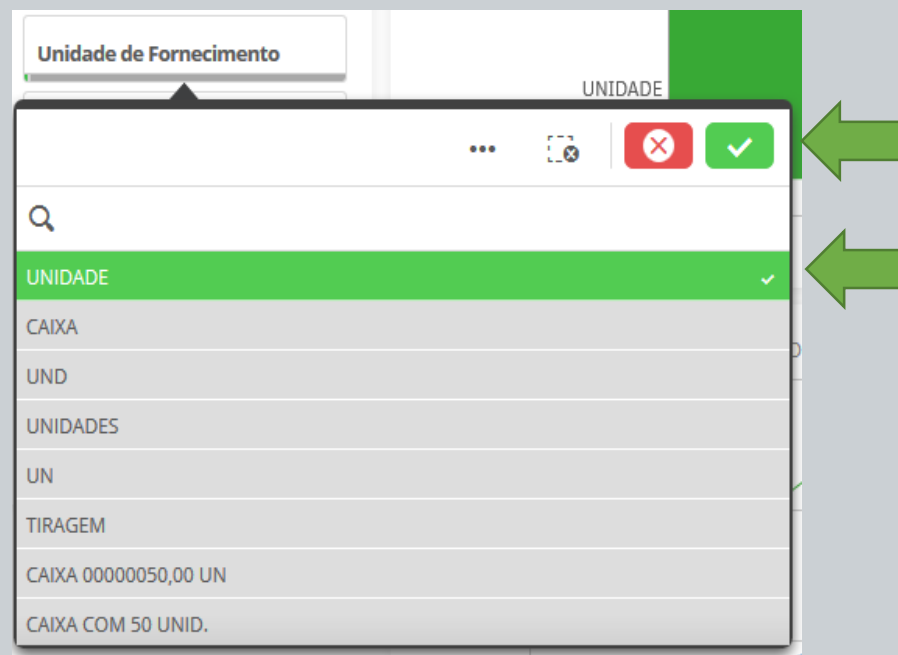 Unidade de Fornecimento
UNIDADE
UNIDADE
CAIXA
UND
UNIDADES
UN
TIRAGEM
CAIXA 00000050,00 UN
CAIXA COM 50 UNID.